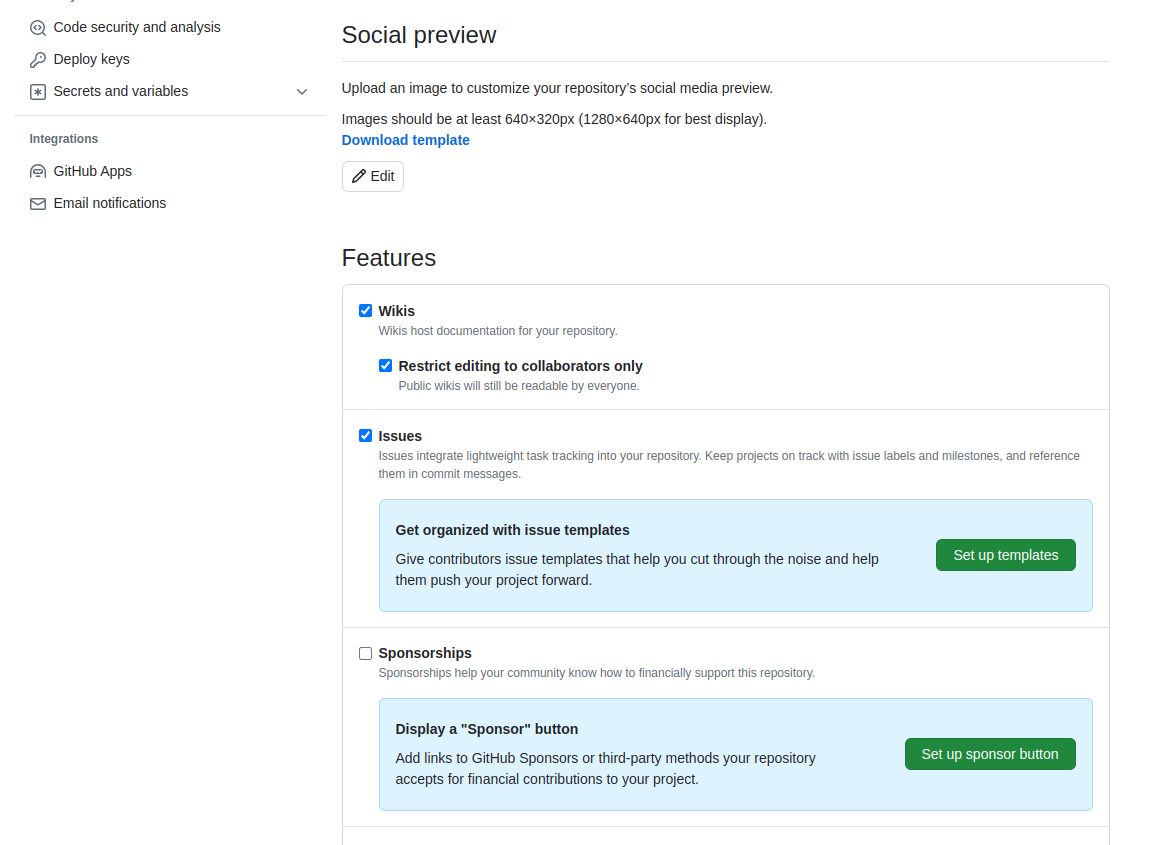 Code security and analysis
Deploy keys
Secrets and variables
Integrations
GitHub Apps
Email notifications
Social preview
Upload an image to customize your repository's social media preview.
Images should be at least 640×320px (1280×640px for best display).
Download template
Edit
Features
Wikis
Wikis host documentation for your repository.
Restrict editing to collaborators only
Public wikis will still be readable by everyone.
Issues
Issues integrate lightweight task tracking into your repository. Keep projects on track with issue labels and milestones, and reference
them in commit messages.
Get organized with issue templates
Give contributors issue templates that help you cut through the noise and help
them push your project forward.
Set up templates
Sponsorships
Sponsorships help your community know how to financially support this repository.
Display a "Sponsor" button
Add links to GitHub Sponsors or third-party methods your repository
accepts for financial contributions to your project.
Set up sponsor button